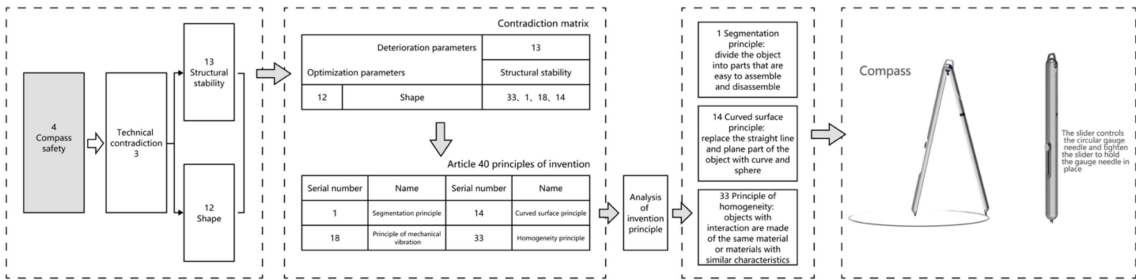 4
Compass
safety
Technical
contradiction
3
13
Structural
stability
12
Shape
Contradiction matrix
Deterioration parameters
13
Optimization parameters
Structural stability
12
Shape
33、1、18、14
Article 40 principles of invention
Serial number
Name
Serial number
Name
1
Segmentation principle
14
Curved surface principle
18
Principle of mechanical
vibration
33
Homogeneity principle
Analysis
of
invention
principle
1 Segmentation
principle:
divide the object
into parts that are
easy to assemble
and disassemble
14 Curved surface
principle:
replace the straight line
and plane part of the
object with curve and
sphere
33 Principle of
homogeneity:
objects with
interaction are made
of the same material
or materials with
similar characteristics
Compass
The slider controls
the circular gauge
needle and tighten
the slider to hold
the gauge needle in
place